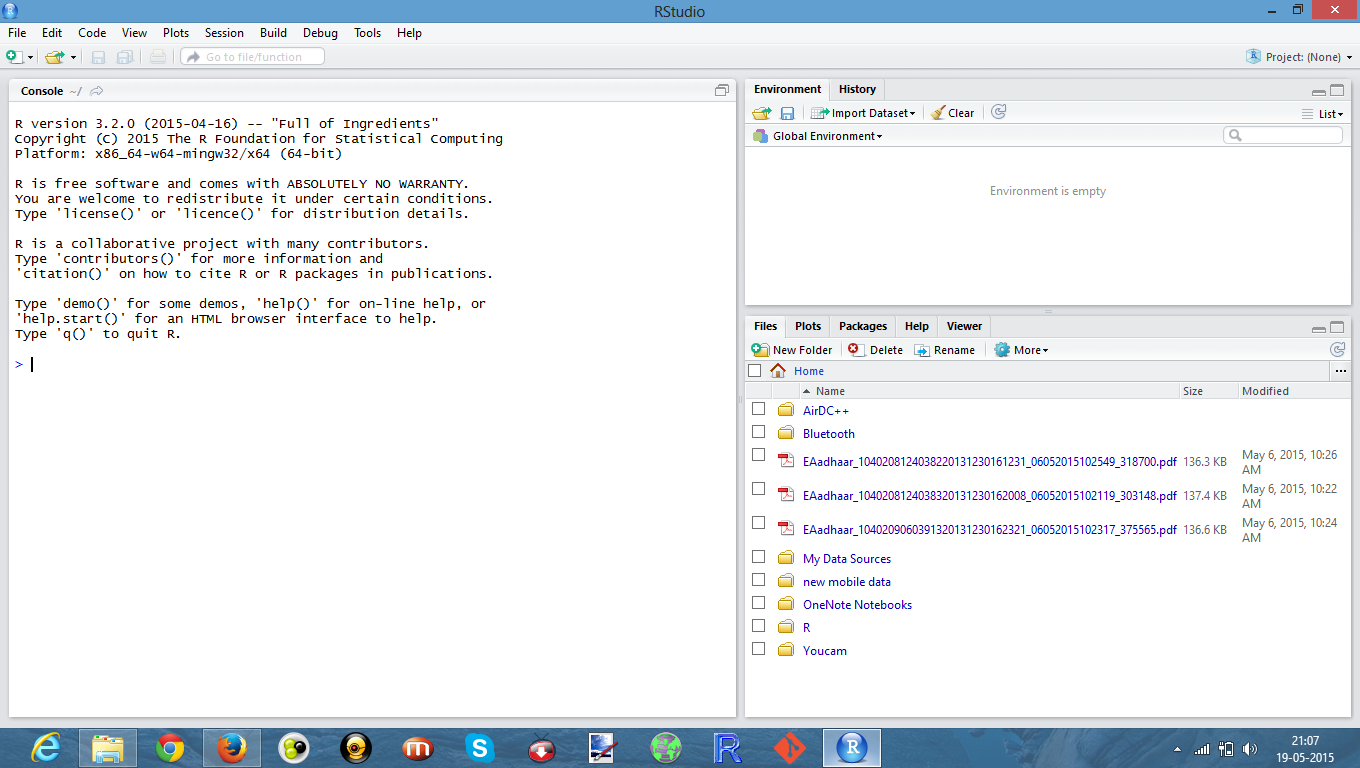 RStudio
File Edit Code View Plots Session Build Debug Tools Help
Go to file/function
Project: (None)
Console ~/
R version 3.2.0 (2015-04-16) -- "Full of Ingredients"
Copyright (C) 2015 The R Foundation for Statistical Computing
Platform: x86_64-w64-mingw32/x64 (64-bit)
R is free software and comes with ABSOLUTELY NO WARRANTY.
You are welcome to redistribute it under certain conditions.
Type 'license()' or 'licence()' for distribution details.
R is a collaborative project with many contributors.
Type 'contributors()' for more information and
'citation()' on how to cite R or R packages in publications.
Type 'demo()' for some demos, 'help()' for on-line help, or
'help.start()' for an HTML browser interface to help.
Type 'q()' to quit R.
>
Environment History
Import Dataset Clear List
Global Environment
Environment is empty
Files Plots Packages Help Viewer
New Folder Delete Rename More
Home ...
Name Size Modified
AirDC++
Bluetooth
EAadhaar_104020812403822013123016​1231_06052015102549_318700.pdf 136.3 KB May 6, 2015, 10:26
AM
EAadhaar_104020812403832013123016​2008_06052015102119_303148.pdf 137.4 KB May 6, 2015, 10:22
AM
EAadhaar_104020906039132013123016​2321_06052015102317_375565.pdf 136.6 KB May 6, 2015, 10:24
AM
My Data Sources
new mobile data
OneNote Notebooks
R
Youcam
21:07
19-05-2015